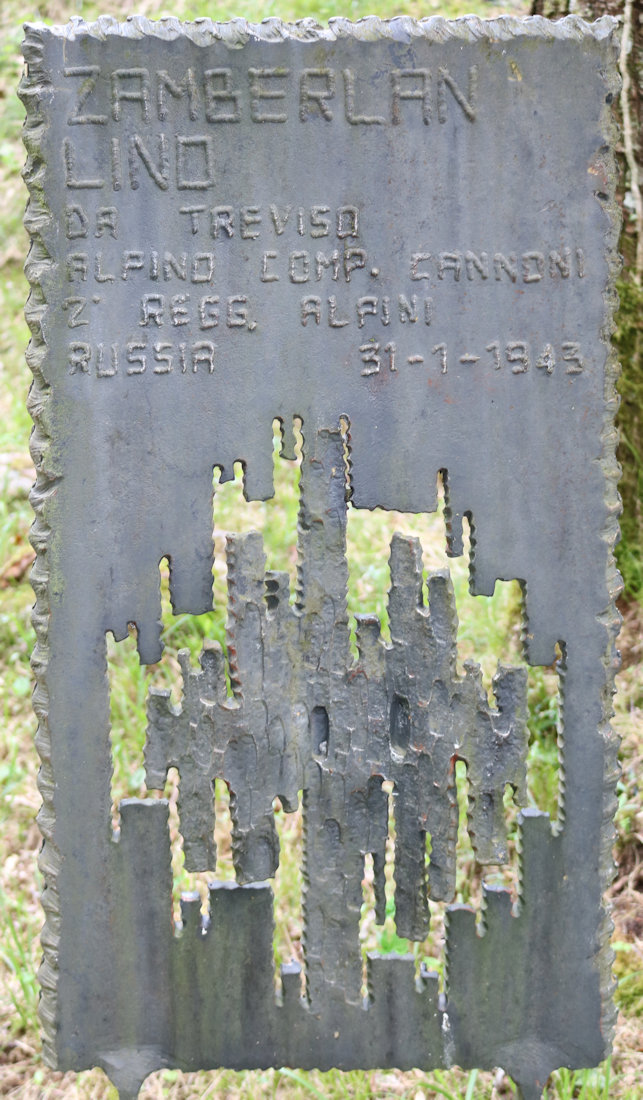 ZAMBERLAN
LINO
DA TREVISO
ALPINO COMP. CANNONI
2° REGG. ALPINI
RUSSIA 31-1-1943